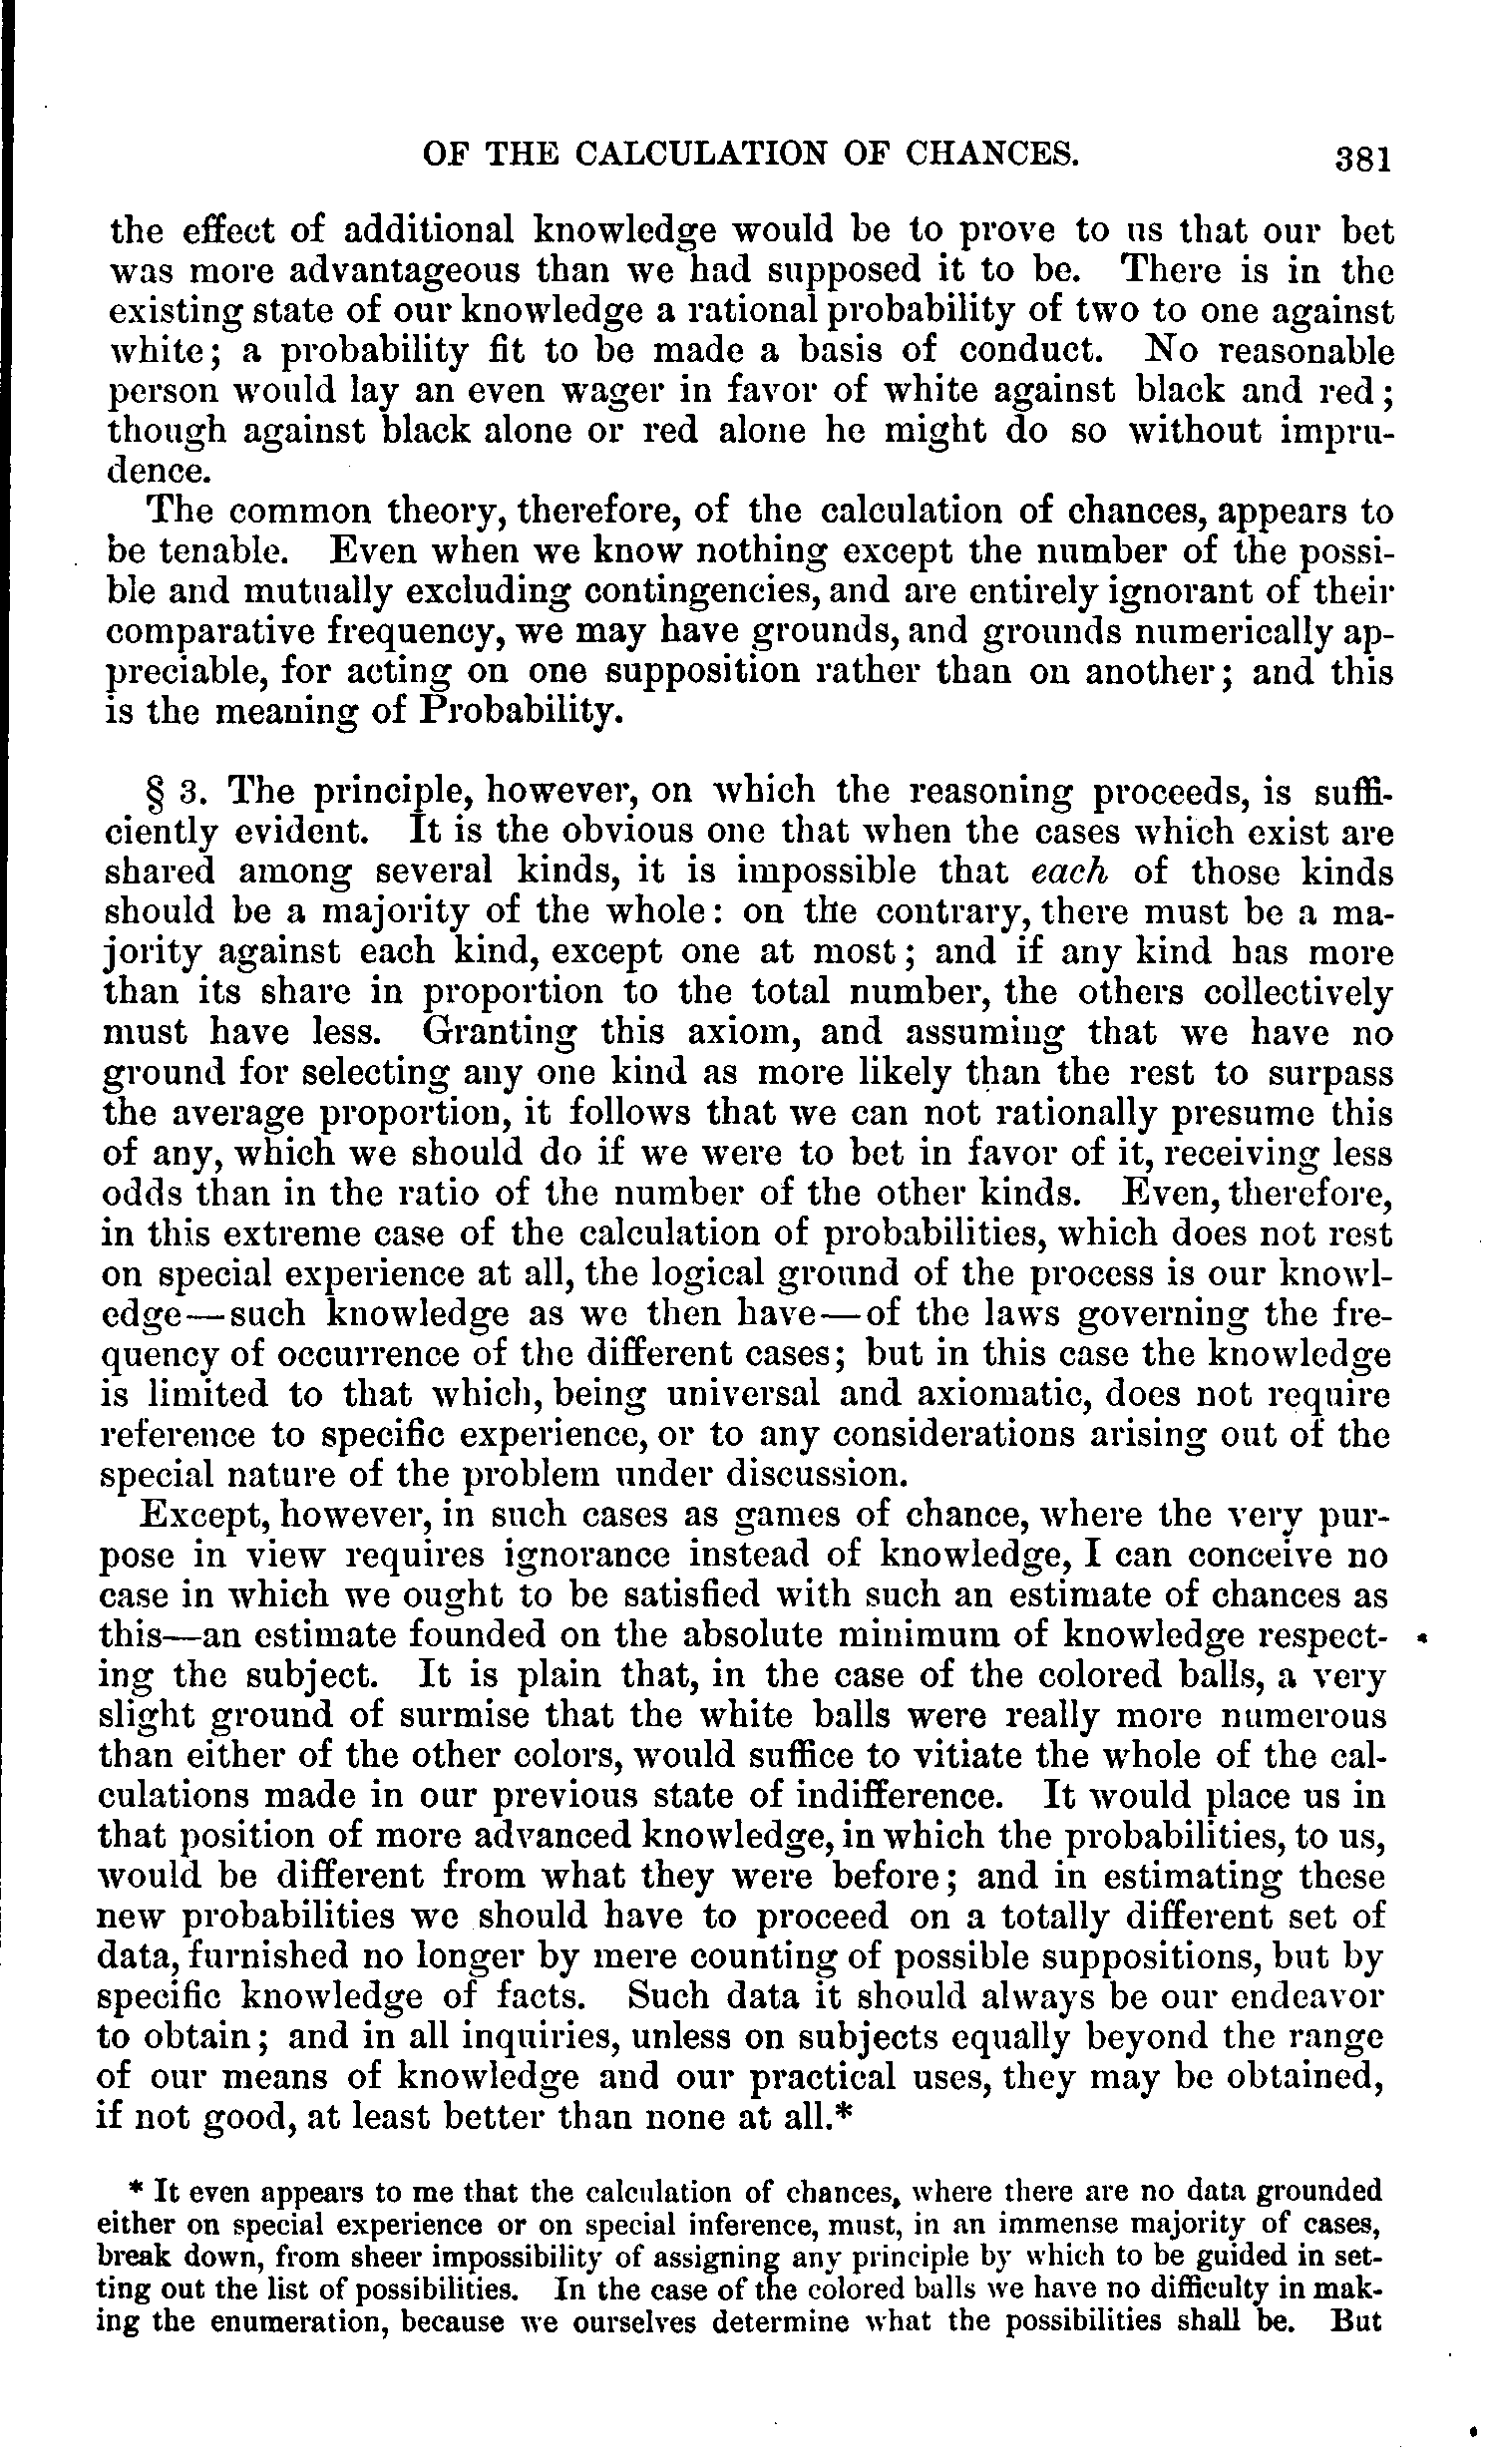 OF THE CALCULATION OF CHANCES. 381
the effect of additional knowledge would be to prove to us that our bet
was more advantageous than we had supposed it to be. There is in the
existing state of our knowledge a rational probability of two to one against
white; a probability fit to be made a basis of conduct. No reasonable
person would lay an even wager in favor of white against black and red;
though against black alone or red alone he might do so without impru-
dence.
The common theory, therefore, of the calculation of chances, appears to
be tenable. Even when we know nothing except the number of the possi-
ble and mutually excluding contingencies, and are entirely ignorant of their
comparative frequency, we may have grounds, and grounds numerically ap-
preciable, for acting on one supposition rather than on another; and this
is the meaning of Probability.
§ 3. The principle, however, on which the reasoning proceeds, is suffi-
ciently evident. It is the obvious one that when the cases which exist are
shared among several kinds, it is impossible that each of those kinds
should be a majority of the whole: on the contrary, there must be a ma-
jority against each kind, except one at most; and if any kind has more
than its share in proportion to the total number, the others collectively
must have less. Granting this axiom, and assuming that we have no
ground for selecting any one kind as more likely than the rest to surpass
the average proportion, it follows that we can not rationally presume this
of any, which we should do if we were to bet in favor of it, receiving less
odds than in the ratio of the number of the other kinds. Even, therefore,
in this extreme case of the calculation of probabilities, which does not rest
on special experience at all, the logical ground of the process is our knowl-
edge—such knowledge as we then have—of the laws governing the fre-
quency of occurrence of the different cases; but in this case the knowledge
is limited to that which, being universal and axiomatic, does not require
reference to specific experience, or to any considerations arising out of the
special nature of the problem under discussion.
Except, however, in such cases as games of chance, where the very pur-
pose in view requires ignorance instead of knowledge, I can conceive no
case in which we ought to be satisfied with such an estimate of chances as
this—an estimate founded on the absolute minimum of knowledge respect-
ing the subject. It is plain that, in the case of the colored balls, a very
slight ground of surmise that the white balls were really more numerous
than either of the other colors, would suffice to vitiate the whole of the cal-
culations made in our previous state of indifference. It would place us in
that position of more advanced knowledge, in which the probabilities, to us,
would be different from what they were before; and in estimating these
new probabilities we should have to proceed on a totally different set of
data, furnished no longer by mere counting of possible suppositions, but by
specific knowledge of facts. Such data it should always be our endeavor
to obtain; and in all inquiries, unless on subjects equally beyond the range
of our means of knowledge and our practical uses, they may be obtained,
if not good, at least better than none at all.*
* It even appears to me that the calculation of chances, where there are no data grounded
either on special experience or on special inference, must, in an immense majority of cases,
break down, from sheer impossibility of assigning any principle by which to be guided in set-
ting out the list of possibilities. In the case of the colored balls we have no difficulty in mak-
ing the enumeration, because we ourselves determine what the possibilities shall be. But